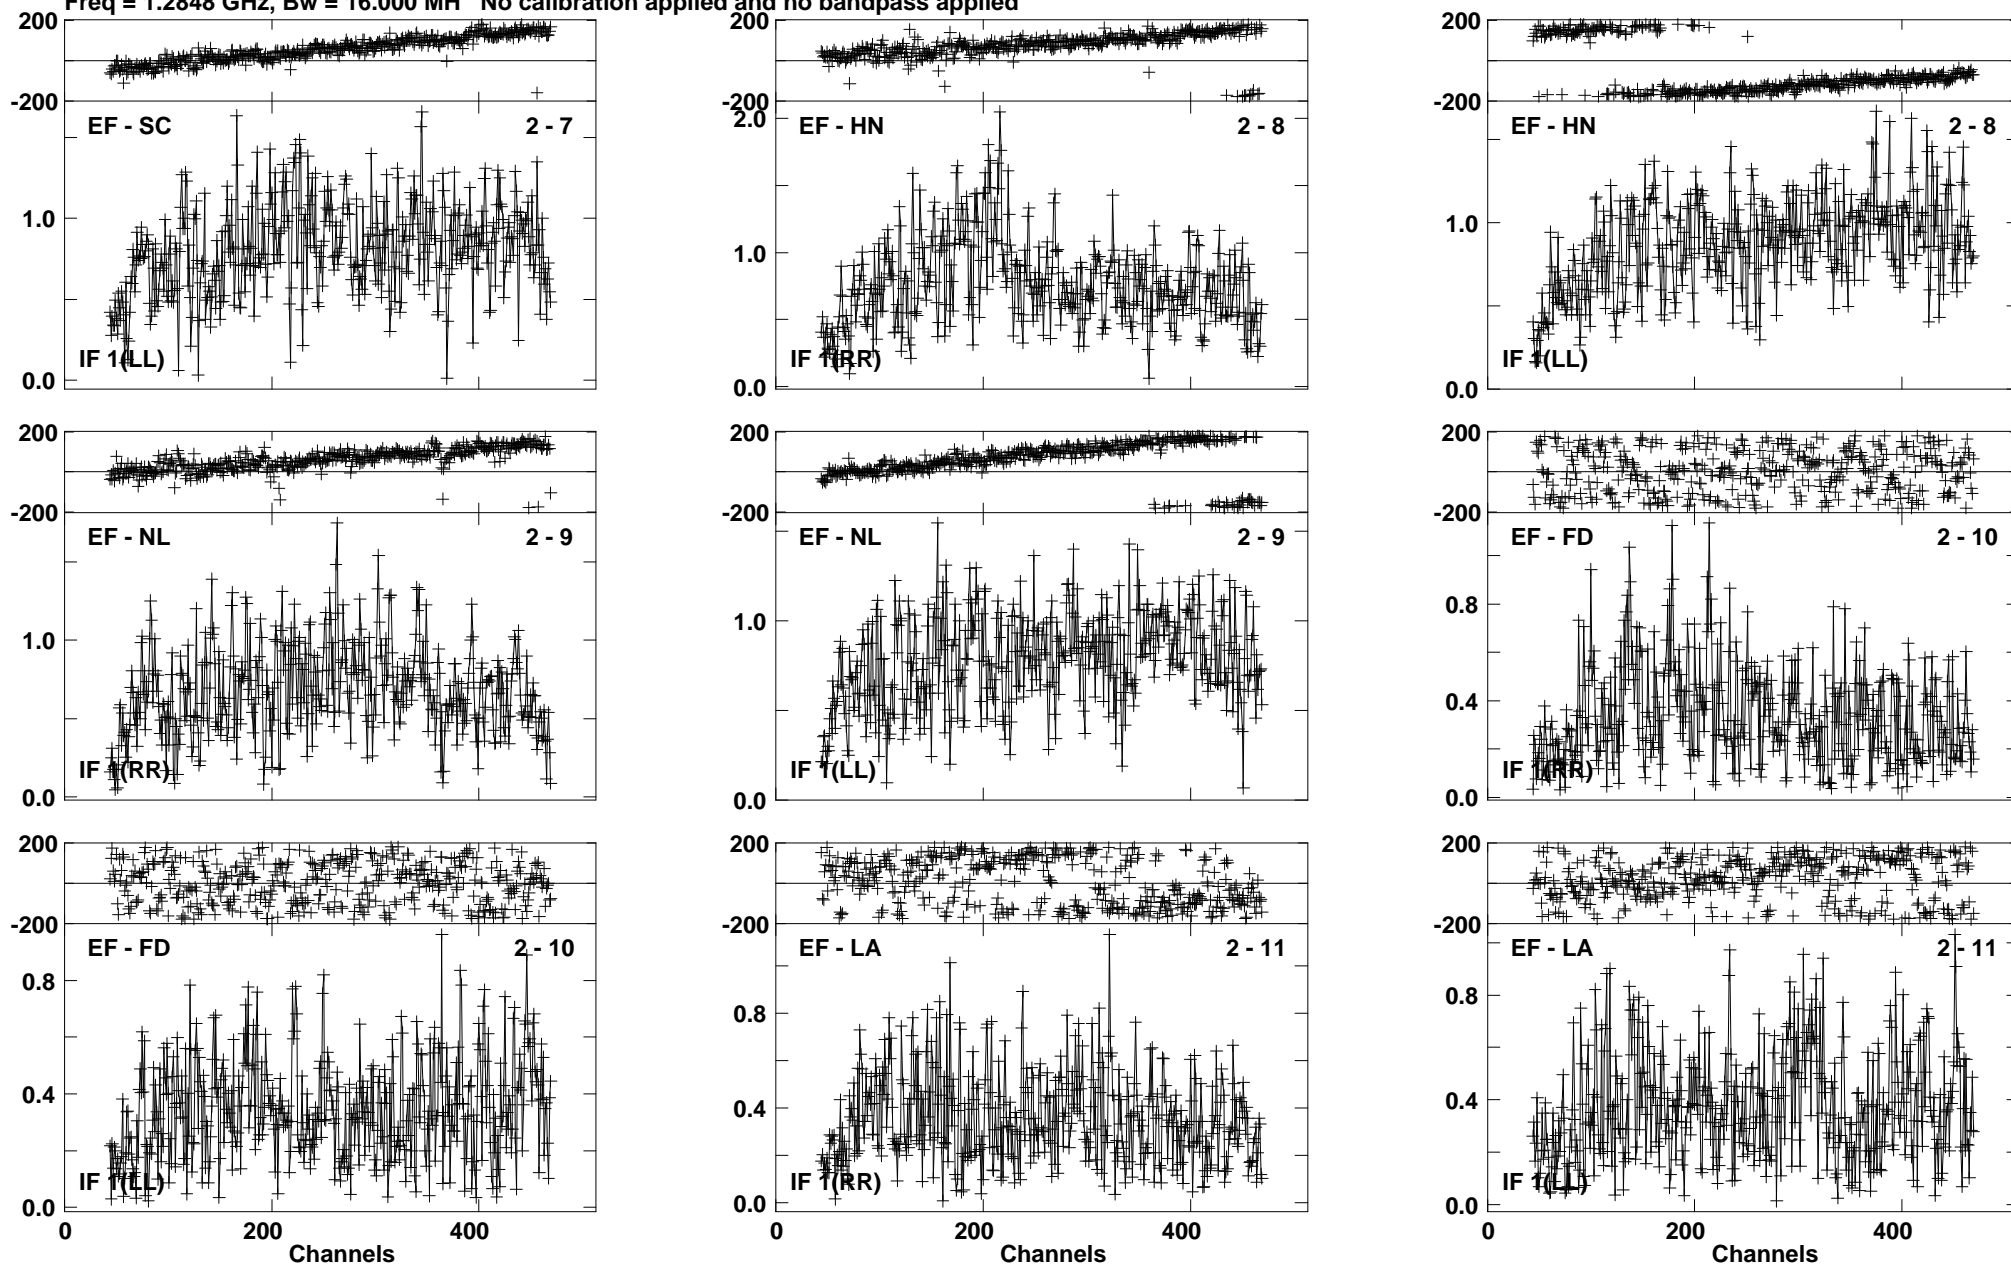 Freq = 1.2848 GHz, Bw = 16.000 MH No calibration applied and no bandpass applied
200 200 200
-200 -200 -200
EF - SC 2 - 7 2.0 EF - HN 2 - 8 EF - HN 2 - 8
1.0 1.0 1.0
IF 1(LL) IF 1(RR) IF 1(LL)
0.0 0.0 0.0
200 200 200
-200 -200 -200
EF - NL 2 - 9 EF - NL 2 - 9 EF - FD 2 - 10
1.0 1.0 0.8
0.4
IF 1(RR) IF 1(LL) IF 1(RR)
0.0 0.0 0.0
200 200 200
-200 -200 -200
EF - FD 2 - 10 EF - LA 2 - 11 EF - LA 2 - 11
0.8 0.8 0.8
0.4 0.4 0.4
IF 1(LL) IF 1(RR) IF 1(LL)
0.0 0.0 0.0
0 200 400 0 200 400 0 200 400
Channels Channels Channels